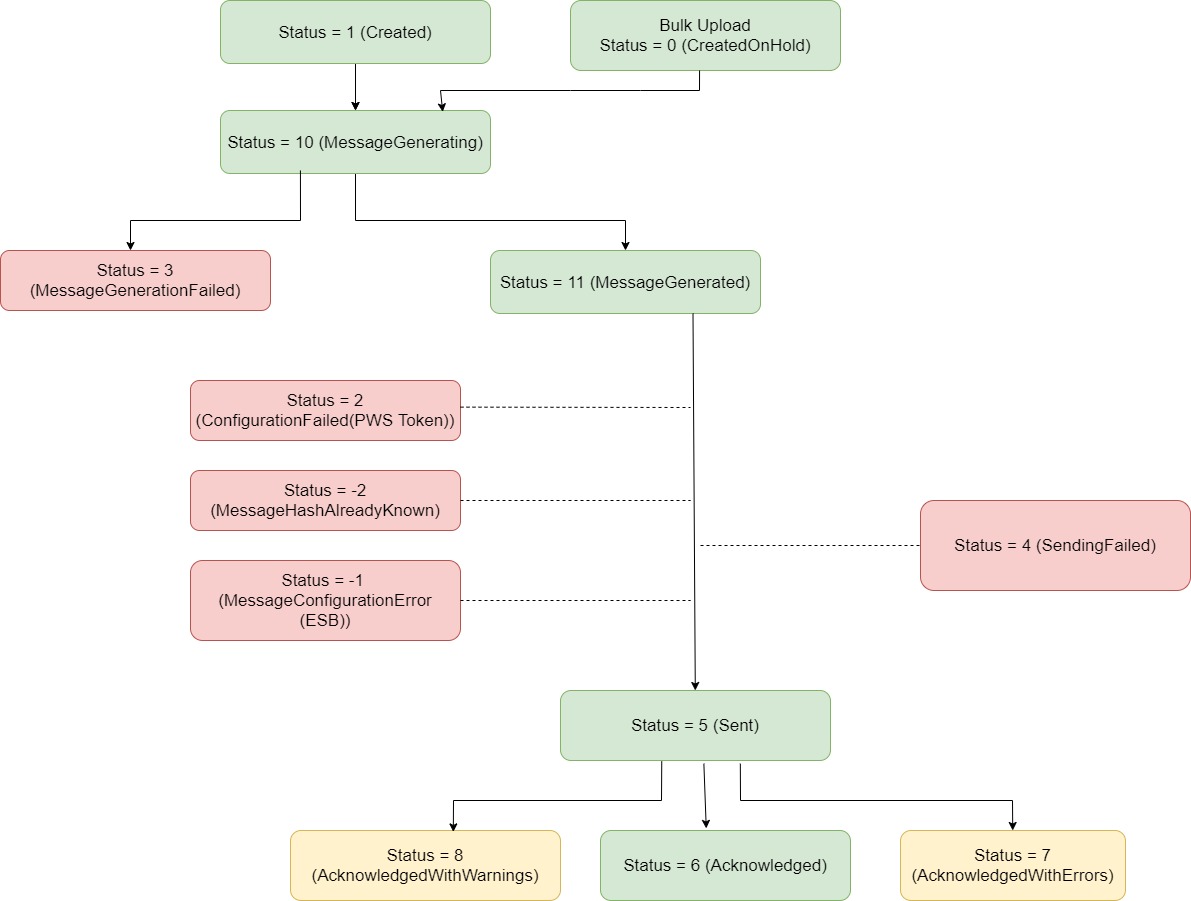 Status = 1 (Created)
Bulk Upload
Status = 0 (CreatedOnHold)
Status = 10 (MessageGenerating)
Status = 3
(MessageGenerationFailed)
Status = 11 (MessageGenerated)
Status = 2
(ConfigurationFailed(PWS Token))
Status = -2
(MessageHashAlreadyKnown)
Status = 4 (SendingFailed)
Status = -1
(MessageConfigurationError
(ESB))
Status = 5 (Sent)
Status = 8
(AcknowledgedWithWarnings)
Status = 6 (Acknowledged)
Status = 7
(AcknowledgedWithErrors)